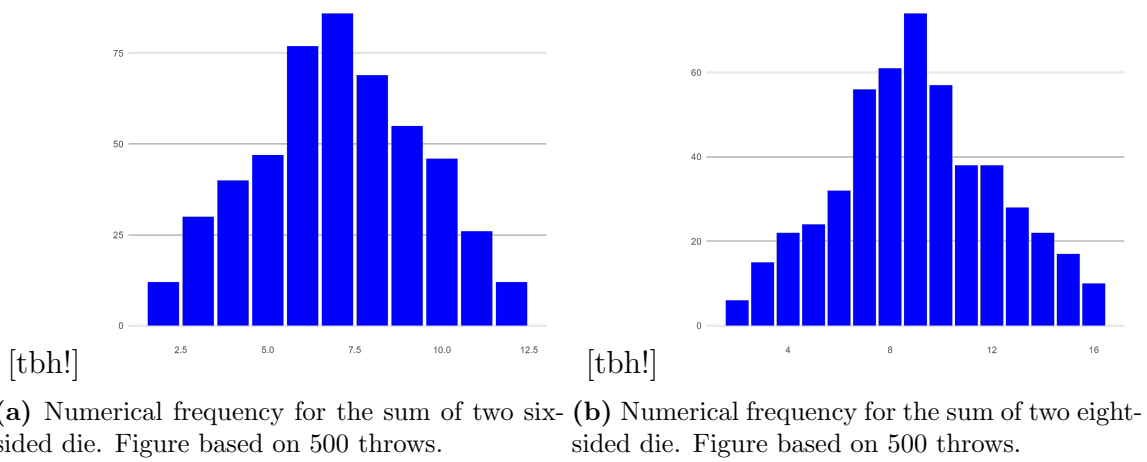 75
50
25
0
2.5 5.0 7.5 10.0 12.5
[tbh!]
(a) Numerical frequency for the sum of two six-
sided die. Figure based on 500 throws.
60
40
20
0
4 8 12 16
[tbh!]
(b) Numerical frequency for the sum of two eight-
sided die. Figure based on 500 throws.